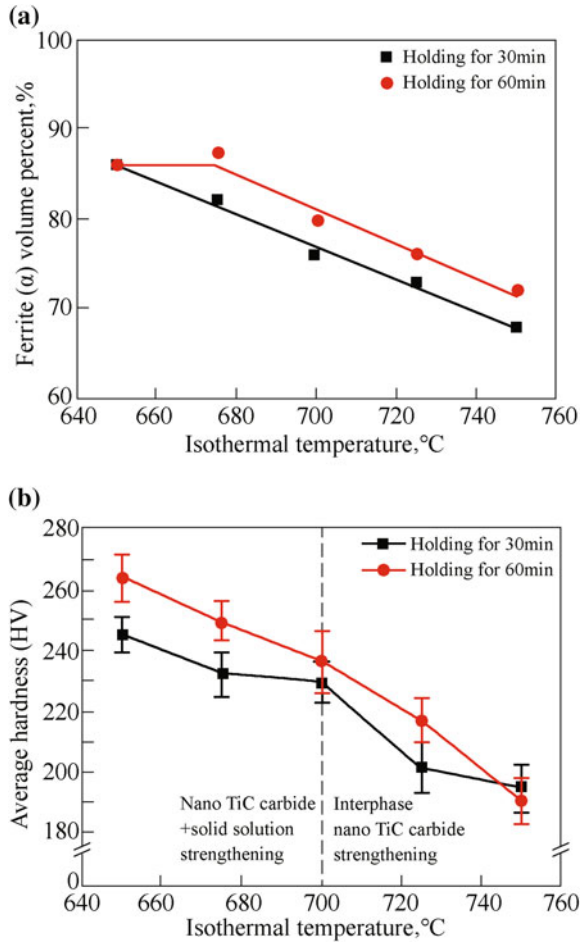 (a)
100
90
80
70
60
Ferrite (α) volume percent,%
Holding for 30min
Holding for 60min
640 660 680 700 720 740 760
Isothermal temperature,°C
(b)
280
260
240
220
200
180
0
Average hardness (HV)
Holding for 30min
Holding for 60min
Nano TiC carbide
+solid solution
strengthening
Interphase
nano TiC carbide
strengthening
640 660 680 700 720 740 760
Isothermal temperature,°C